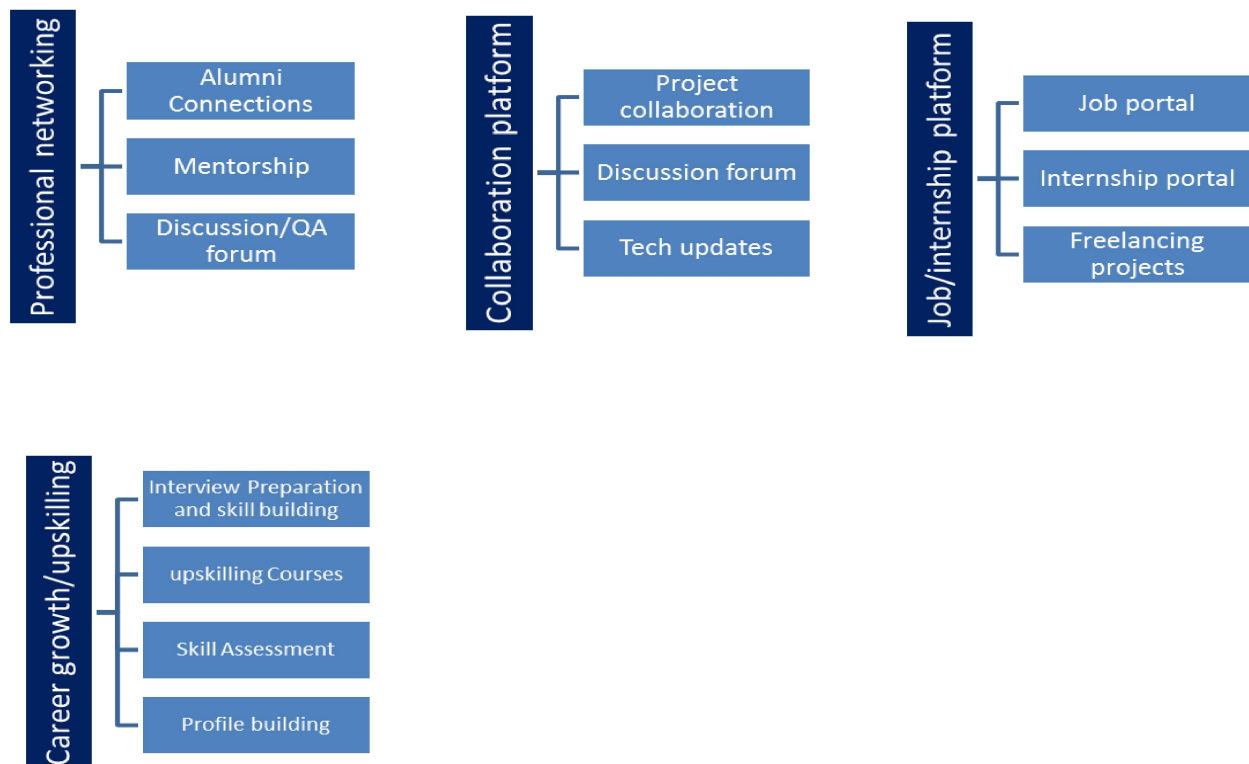 Professional networking
Alumni
Connections
Mentorship
Discussion/QA
forum
Collaboration platform
Project
collaboration
Discussion forum
Tech updates
Job/internship platform
Job portal
Internship portal
Freelancing
projects
Career growth/upskilling
Interview Preparation
and skill building
upskilling Courses
Skill Assessment
Profile building